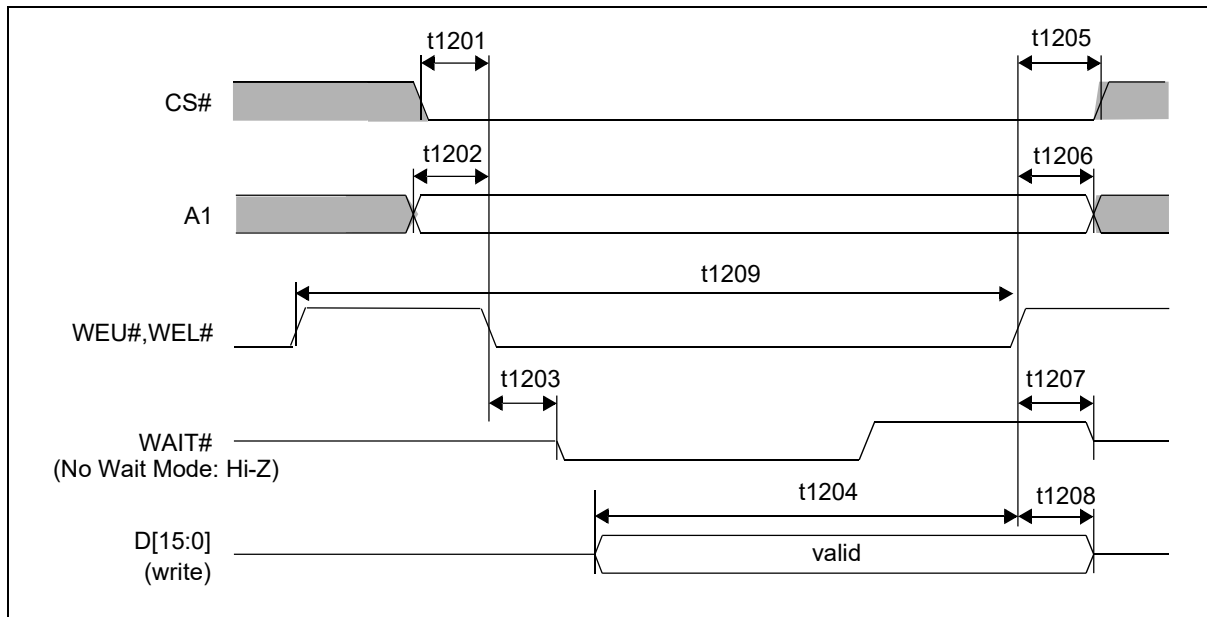 t1201
t1205
CS#
t1202
t1206
A1
t1209
WEU#,WEL#
t1203
t1207
WAIT#
(No Wait Mode: Hi-Z)
t1204
t1208
D[15:0]
valid
(write)